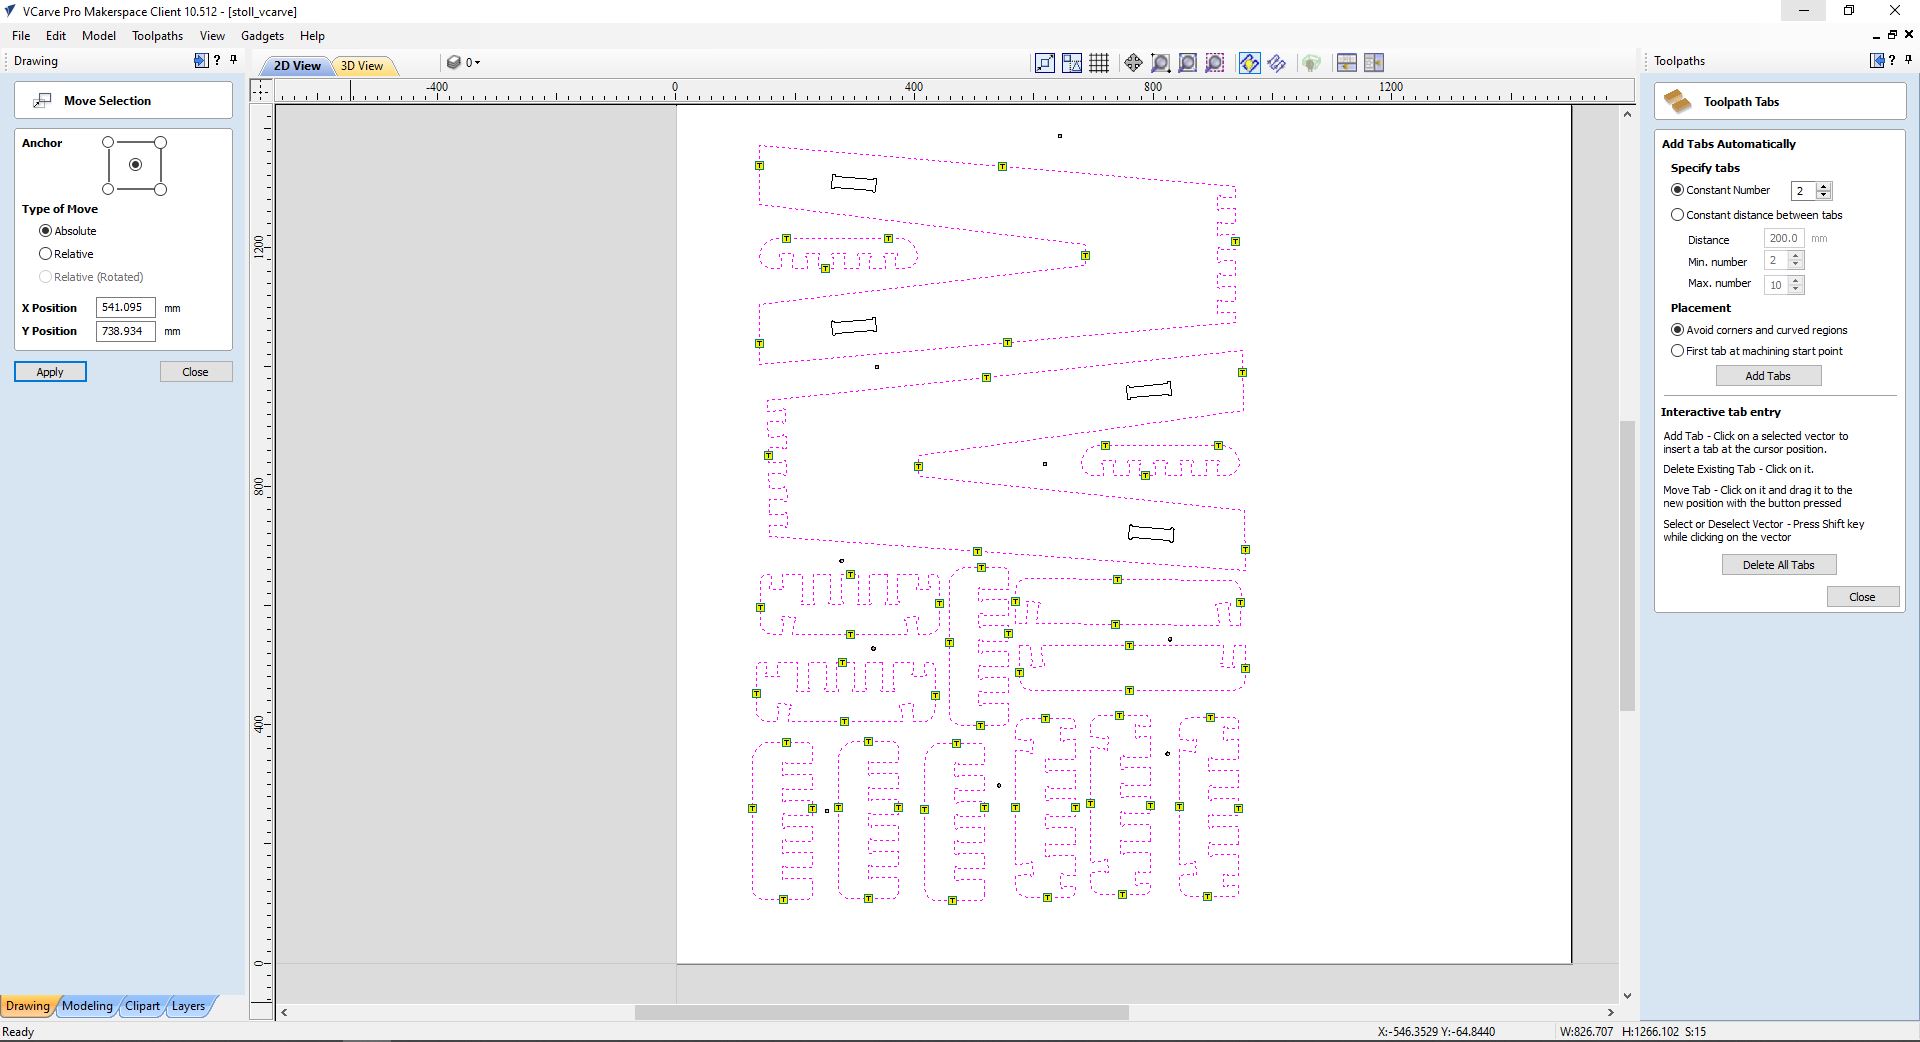 VCarve Pro Makerspace Client 10.512 - [stoll_vcarve]
File Edit Model Toolpaths View Gadgets Help
Drawing
?
2D View
3D View
0
Toolpaths
?
Move Selection
Anchor
Type of Move
Absolute
Relative
Relative (Rotated)
X Position 541.095 mm
Y Position 738.934 mm
Apply
Close
-400 0 400 800 1200
1200
800
400
0
T T T T T T T T T T T T T T T T T T T T T T T T T T T T T T T T T T T T T T T T T T T T T T T T T T T T T T T T T T T T T T
Toolpath Tabs
Add Tabs Automatically
Specify tabs
Constant Number 2
Constant distance between tabs
Distance 200.0 mm
Min. number 2
Max. number 10
Placement
Avoid corners and curved regions
First tab at machining start point
Add Tabs
Interactive tab entry
Add Tab - Click on a selected vector to
insert a tab at the cursor position.
Delete Existing Tab - Click on it.
Move Tab - Click on it and drag it to the
new position with the button pressed
Select or Deselect Vector - Press Shift key
while clicking on the vector
Delete All Tabs
Close
Drawing Modeling Clipart Layers
Ready
X:-546.3529 Y:-64.8440
W:826.707 H:1266.102 S:15